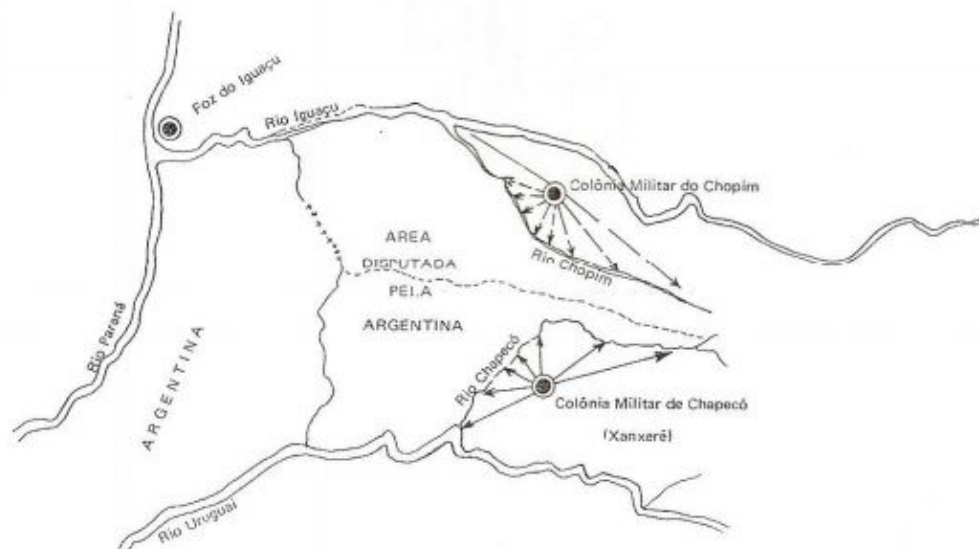 Foz do Iguaçu
Rio Iguaçu
Colônia Militar do Chopim
AREA
DISPUTADA
PELA
ARGENTINA
Rio Chopim
Rio Paraná
ARGENTINA
Rio Chapecó
Colônia Militar de Chapecó
(Xanxerê)
Rio Uruguai